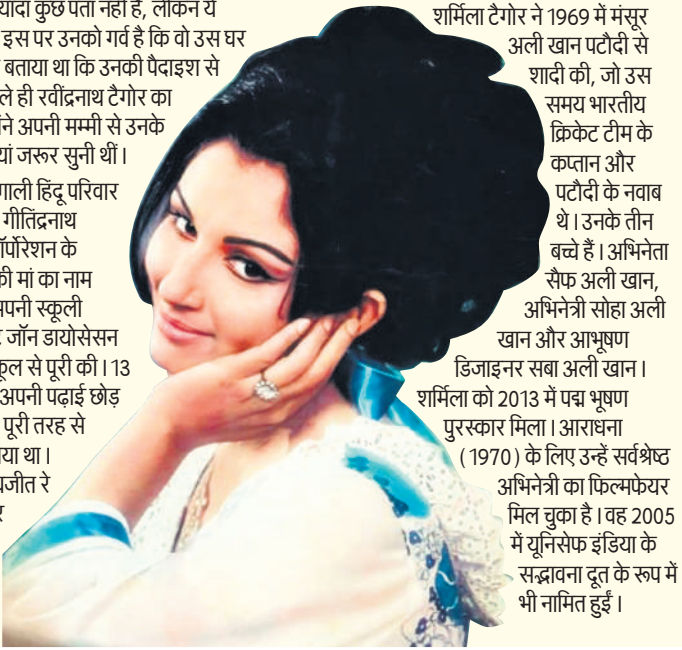 यादा कुछ पता नहीं है, लेकिन ये
इस पर उनको गर्व है कि वो उस घर
बताया था कि उनकी पैदाइश से
ले ही रवींद्रनाथ टैगोर का
ने अपनी मम्मी से उनके
यां जरूर सुनी थीं।
गाली हिंदू परिवार
गीतिंद्रनाथ
ॉर्पोरेशन के
की मां का नाम
पनी स्कूली
जॉन डायोसेसन
कूल से पूरी की। 13
अपनी पढ़ाई छोड़
पूरी तरह से
या था।
यजीत रे
शर्मिला टैगोर ने 1969 में मंसूर
अली खान पटौदी से
शादी की, जो उस
समय भारतीय
क्रिकेट टीम के
कप्तान और
पटौदी के नवाब
थे। उनके तीन
बच्चे हैं। अभिनेता
सैफ अली खान,
अभिनेत्री सोहा अली
खान और आभूषण
डिजाइनर सबा अली खान।
शर्मिला को 2013 में पद्म भूषण
पुरस्कार मिला। आराधना
(1970) के लिए उन्हें सर्वश्रेष्ठ
अभिनेत्री का फिल्मफेयर
मिल चुका है। वह 2005
में यूनिसेफ इंडिया के
सद्भावना दूत के रूप में
भी नामित हुईं।